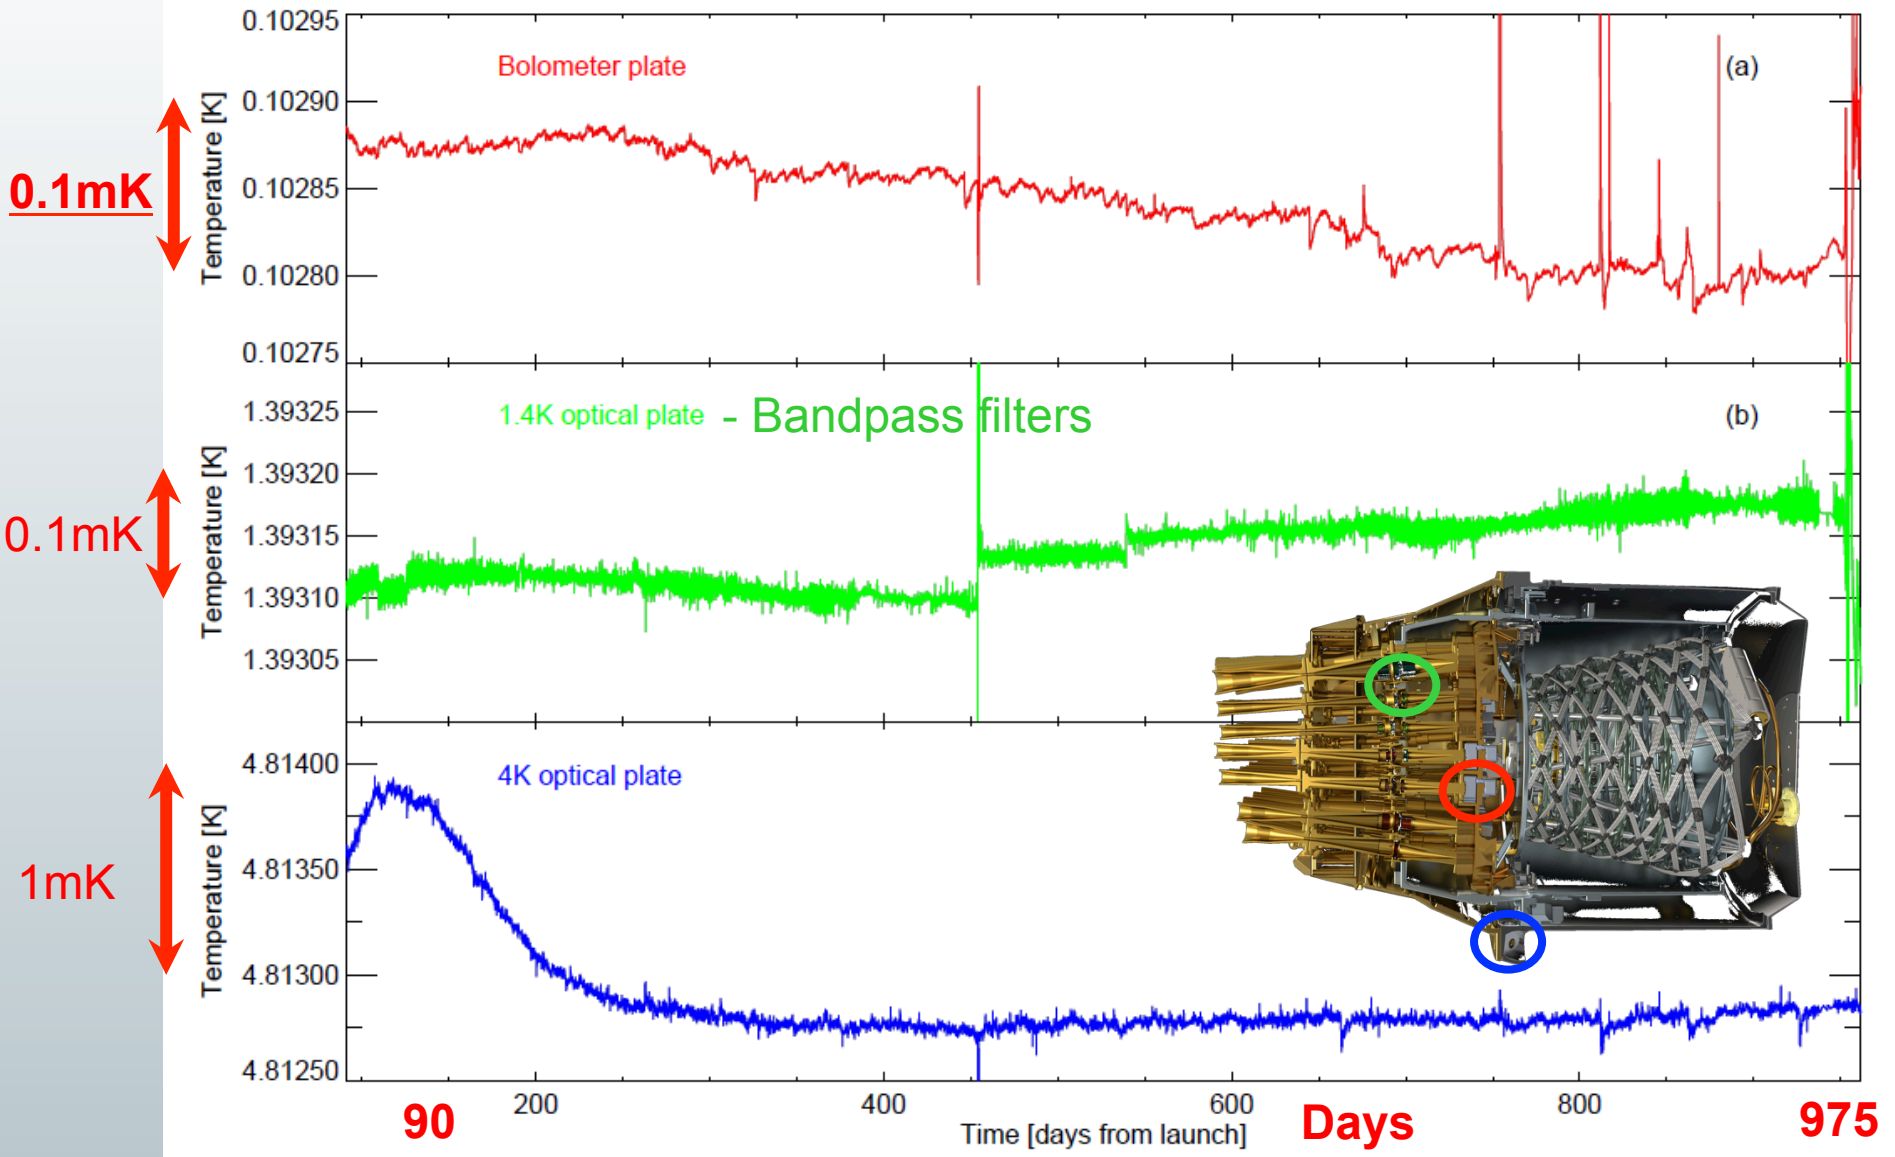 0.10295
Bolometer plate
(a)
0.10290
0.1mK
Temperature [K]
0.10285
0.10280
0.10275
1.39325
1.4K optical plate - Bandpass filters
(b)
1.39320
0.1mK
Temperature [K]
1.39315
1.39310
1.39305
4.81400
4K optical plate
1mK
Temperature [K]
4.81350
4.81300
4.81250
90 200 400 600 Days 800 975
Time [days from launch]